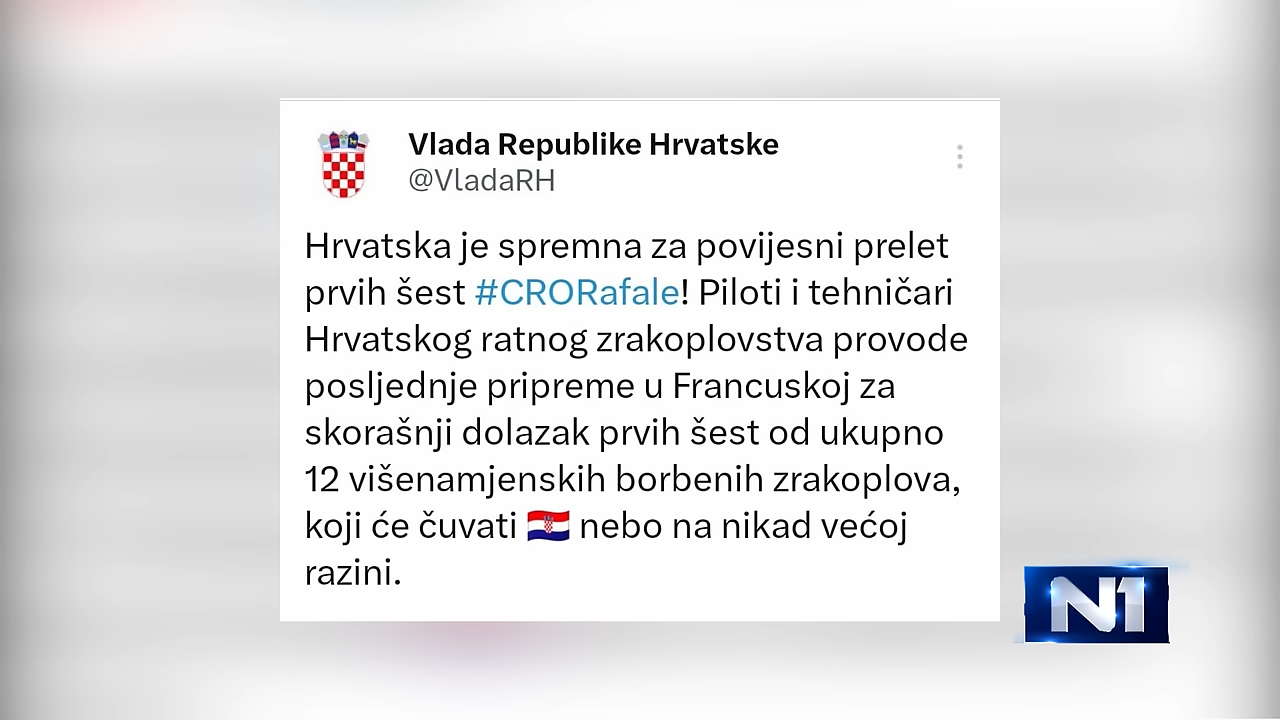 Vlada Republike Hrvatske
@VladaRH
Hrvatska je spremna za povijesni prelet
prvih šest #CRORafale! Piloti i tehničari
Hrvatskog ratnog zrakoplovstva provode
posljednje pripreme u Francuskoj za
skorašnji dolazak prvih šest od ukupno
12 višenamjenskih borbenih zrakoplova,
koji će čuvati 🇭🇷 nebo na nikad većoj
razini.
N1